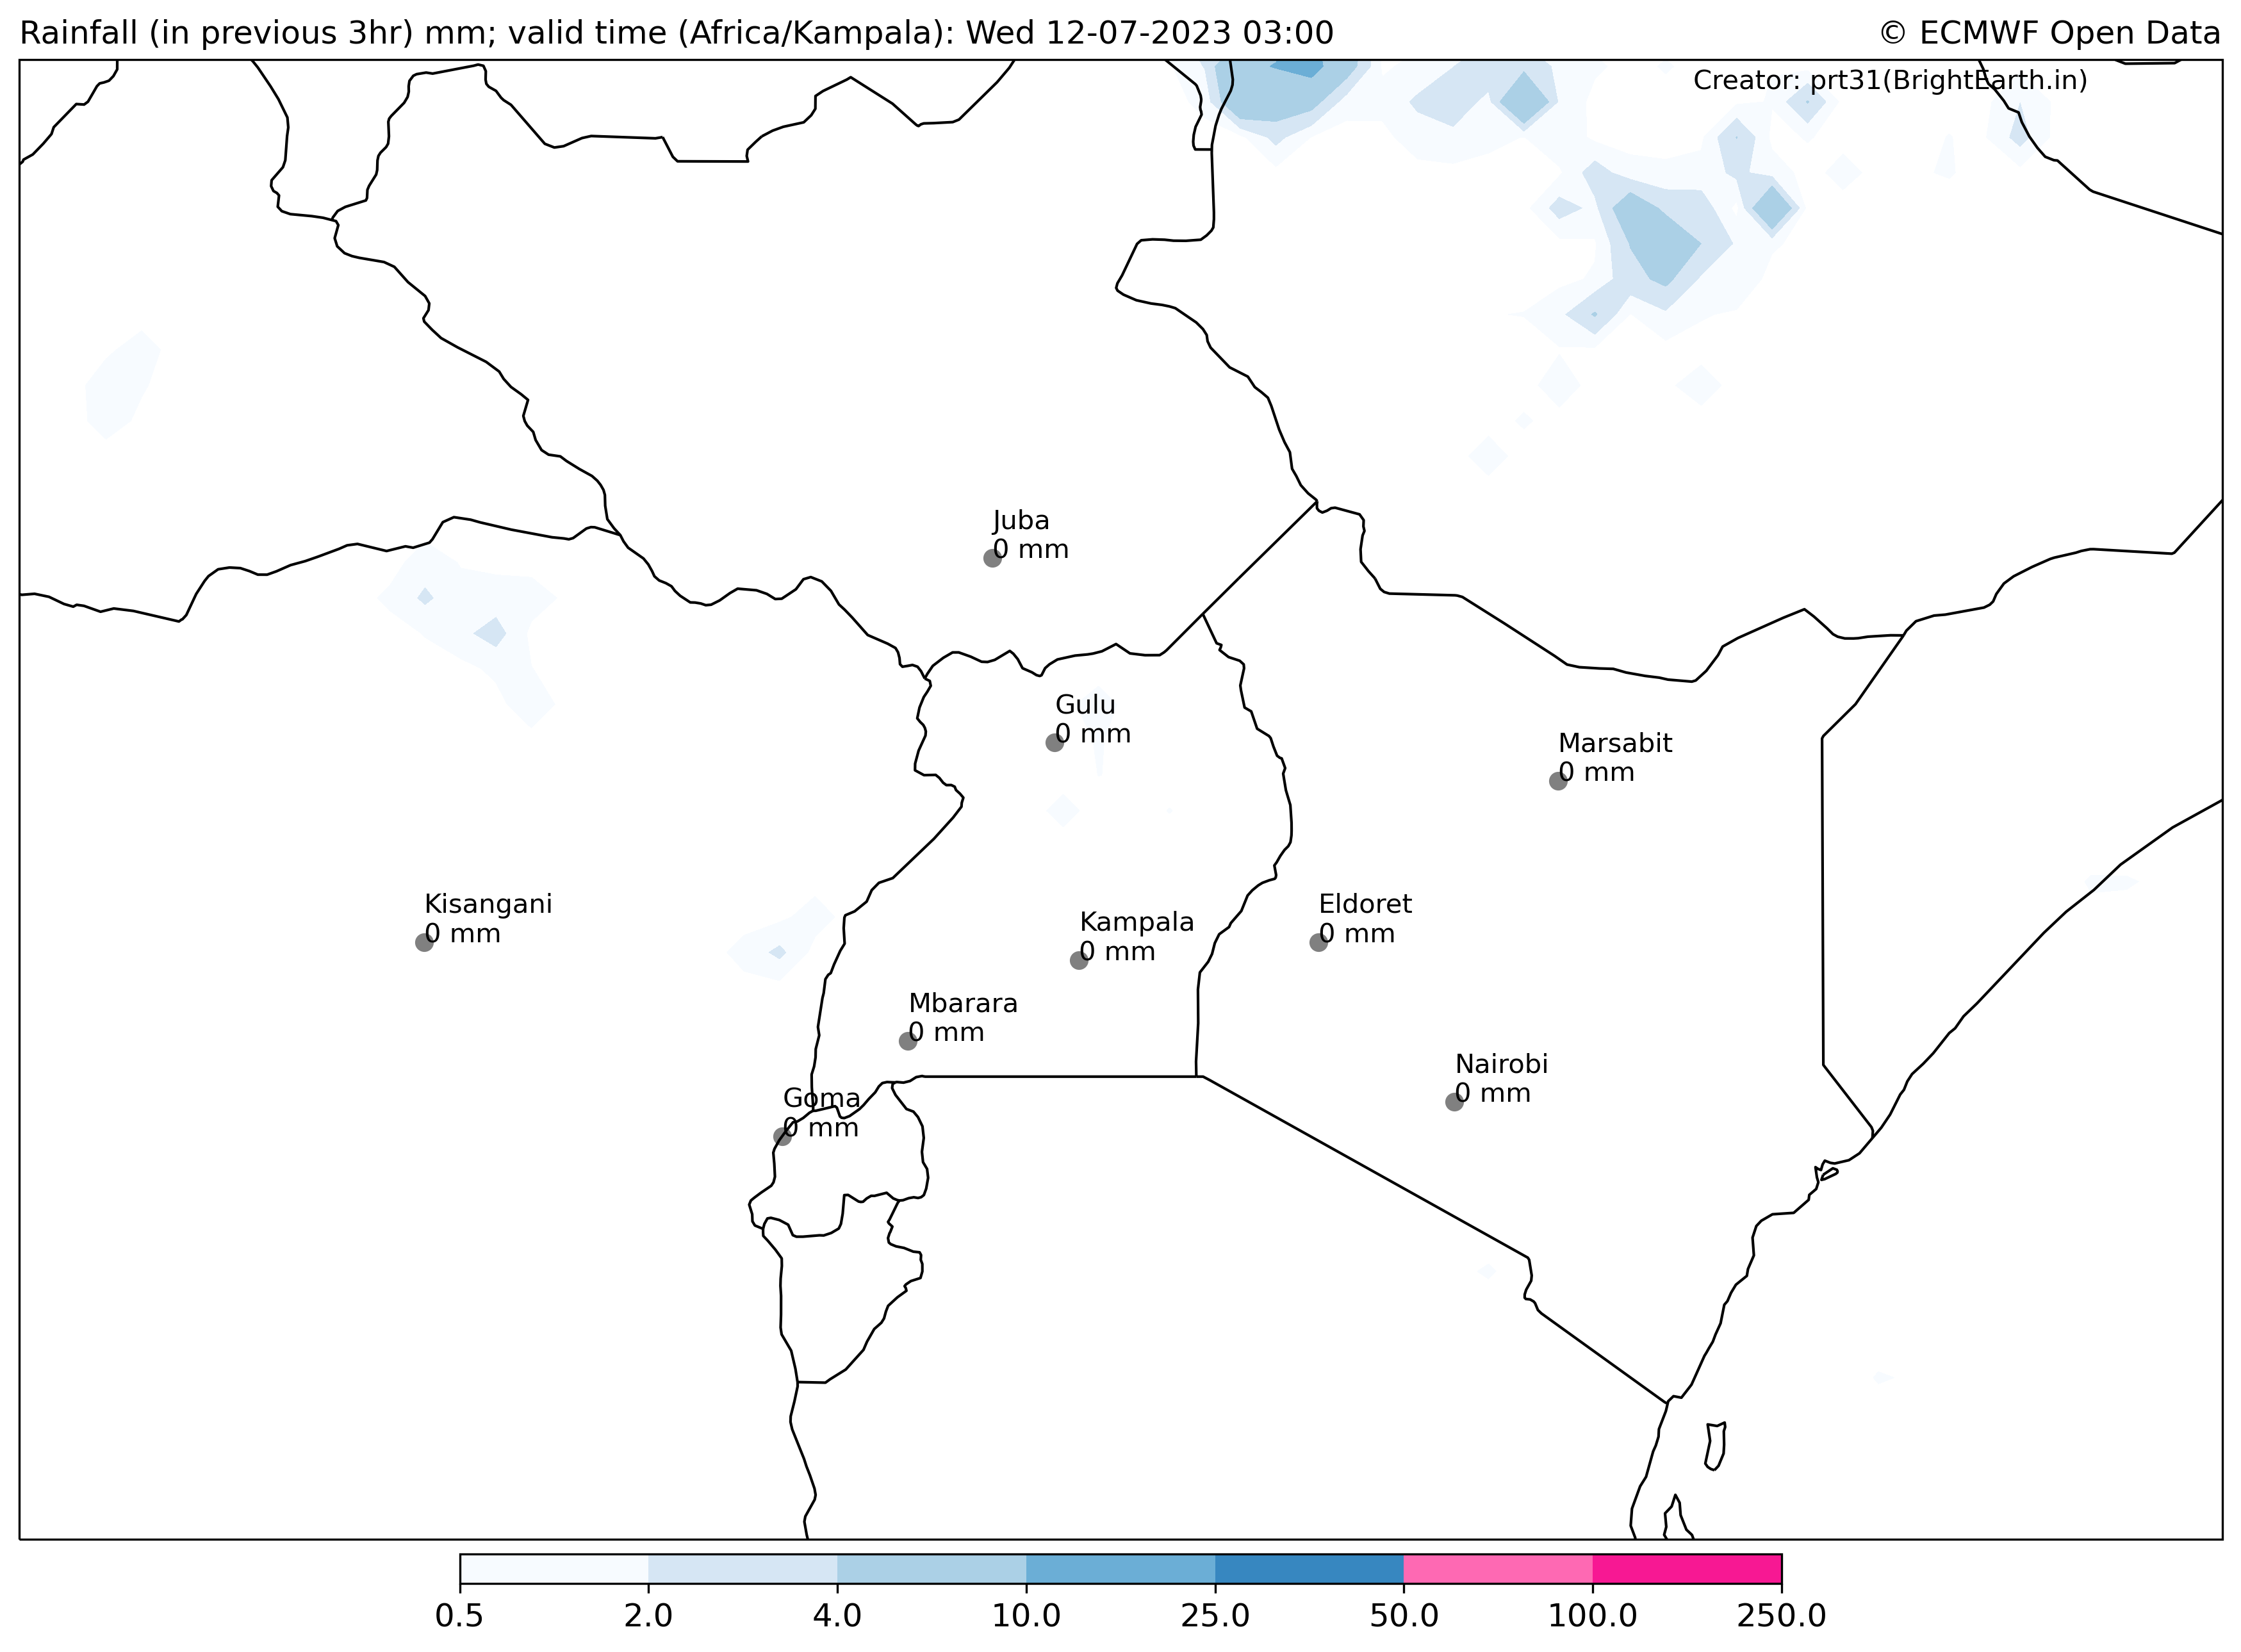 Rainfall (in previous 3hr) mm; valid time (Africa/Kampala): Wed 12-07-2023 03:00
© ECMWF Open Data
Creator: prt31(BrightEarth.in)
Juba
0 mm
Gulu
0 mm
Marsabit
0 mm
Kisangani
0 mm
Kampala
0 mm
Eldoret
0 mm
Mbarara
0 mm
Nairobi
0 mm
Goma
0 mm
0.5 2.0 4.0 10.0 25.0 50.0 100.0 250.0